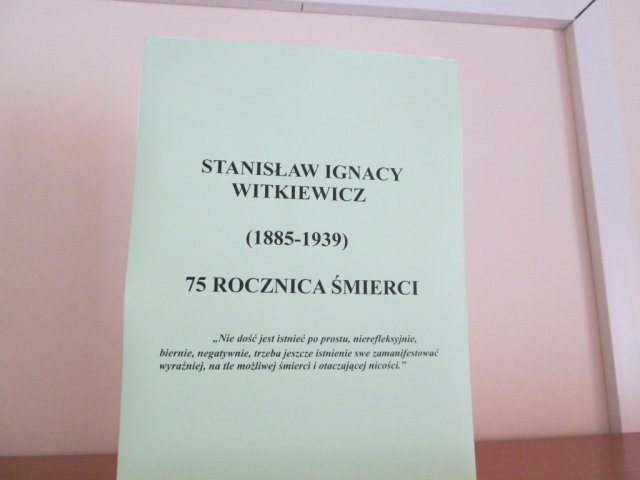 STANISŁAW IGNACY
WITKIEWICZ
(1885-1939)
75 ROCZNICA ŚMIERCI
„Nie dość jest istnieć po prostu, nierefleksyjnie,
biernie, negatywnie, trzeba jeszcze istnienie swe zamanifestować
wyraźniej, na tle możliwej śmierci i otaczającej nicości.”